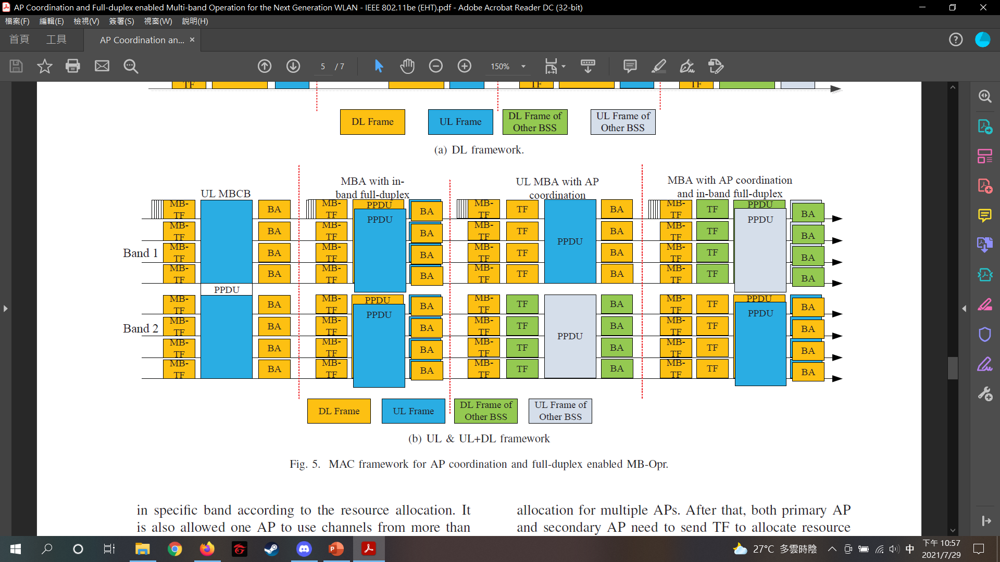 AP Coordination and Full-duplex enabled Multi-band Operation for the Next Generation WLAN - IEEE 802.11be (EHT).pdf - Adobe Acrobat Reader DC (32-bit)
檔案(F) 編輯(E) 檢視(V) 簽署(S) 視窗(W) 說明(H)
首頁 工具 AP Coordination an... ×
5 / 7 150%
TF TF TF
DL Frame UL Frame DL Frame of Other BSS UL Frame of Other BSS
(a) DL framework.
UL MBCB
MBA with in-band full-duplex
UL MBA with AP coordination
MBA with AP coordination and in-band full-duplex
MB-TF BA MB-TF PPDU PPDU BA MB-TF TF PPDU BA MB-TF TF PPDU PPDU BA
MB-TF BA MB-TF BA MB-TF TF BA MB-TF TF BA
Band 1 MB-TF BA MB-TF BA MB-TF TF BA MB-TF TF BA
MB-TF BA MB-TF BA MB-TF TF BA MB-TF TF BA
PPDU
MB-TF BA MB-TF PPDU PPDU BA MB-TF TF PPDU BA MB-TF TF PPDU PPDU BA
Band 2 MB-TF BA MB-TF BA MB-TF TF BA MB-TF TF BA
MB-TF BA MB-TF BA MB-TF TF BA MB-TF TF BA
MB-TF BA MB-TF BA MB-TF TF BA MB-TF TF BA
DL Frame UL Frame DL Frame of Other BSS UL Frame of Other BSS
(b) UL & UL+DL framework
Fig. 5. MAC framework for AP coordination and full-duplex enabled MB-Opr.
in specific band according to the resource allocation. It
is also allowed one AP to use channels from more than
allocation for multiple APs. After that, both primary AP
and secondary AP need to send TF to allocate resource
27°C 多雲時陰 中 下午 10:57
2021/7/29